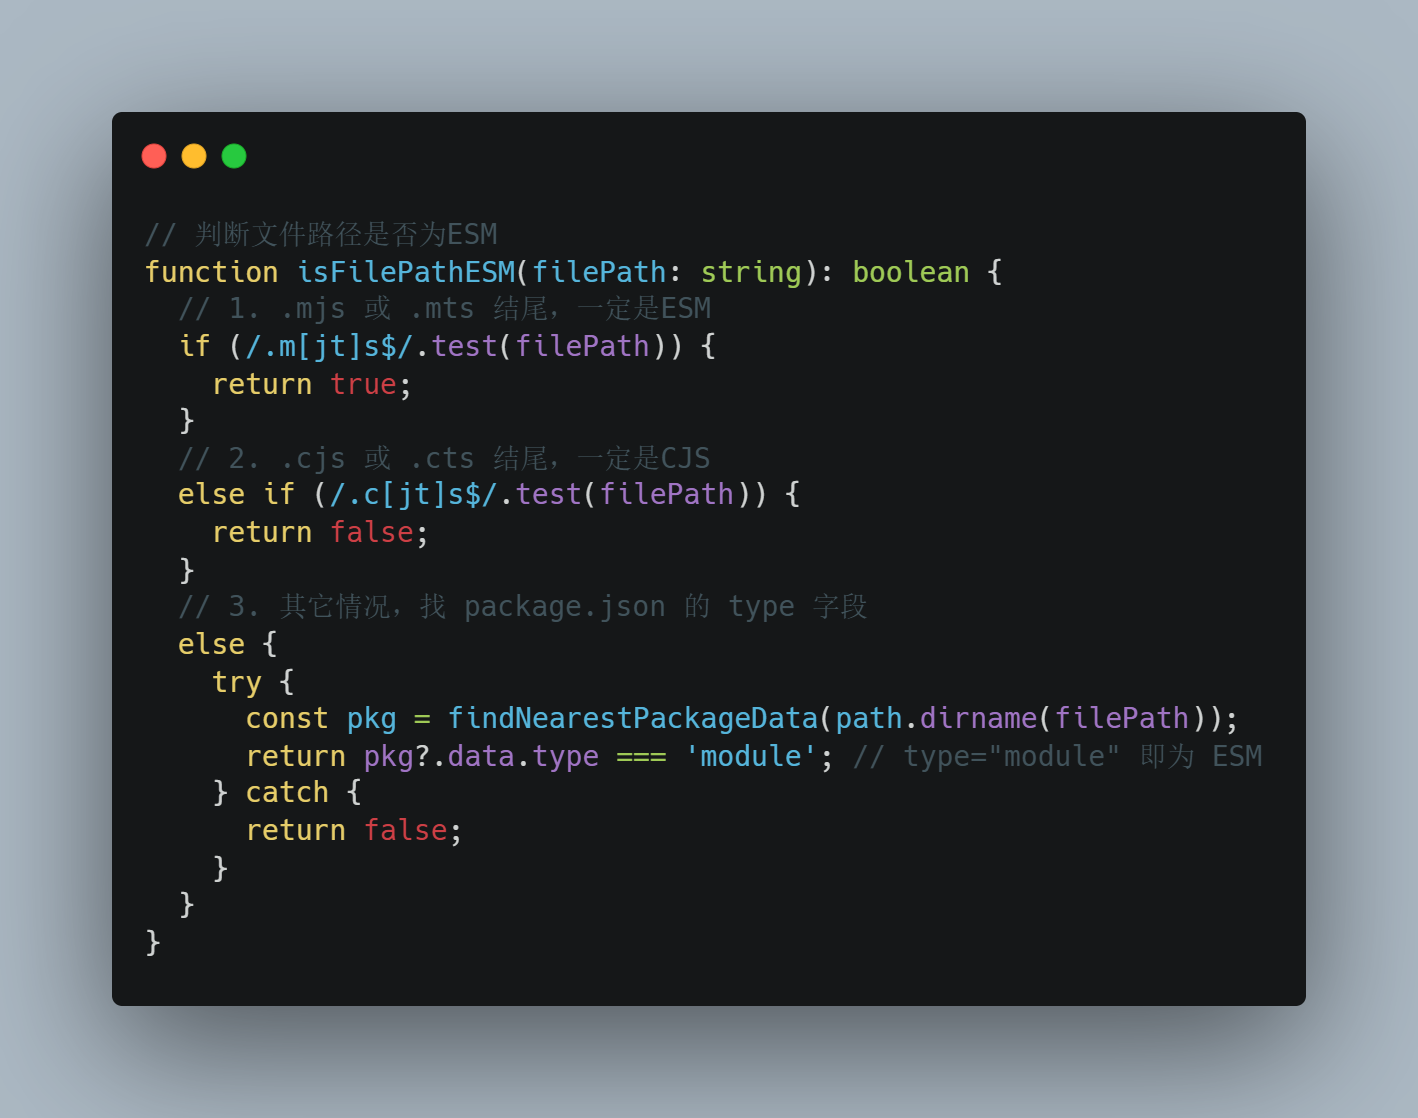 // 判断文件路径是否为ESM
function isFilePathESM(filePath: string): boolean {
  // 1. .mjs 或 .mts 结尾，一定是ESM
  if (/.m[jt]s$/.test(filePath)) {
    return true;
  }
  // 2. .cjs 或 .cts 结尾，一定是CJS
  else if (/.c[jt]s$/.test(filePath)) {
    return false;
  }
  // 3. 其它情况，找 package.json 的 type 字段
  else {
    try {
      const pkg = findNearestPackageData(path.dirname(filePath));
      return pkg?.data.type === 'module'; // type="module" 即为 ESM
    } catch {
      return false;
    }
  }
}